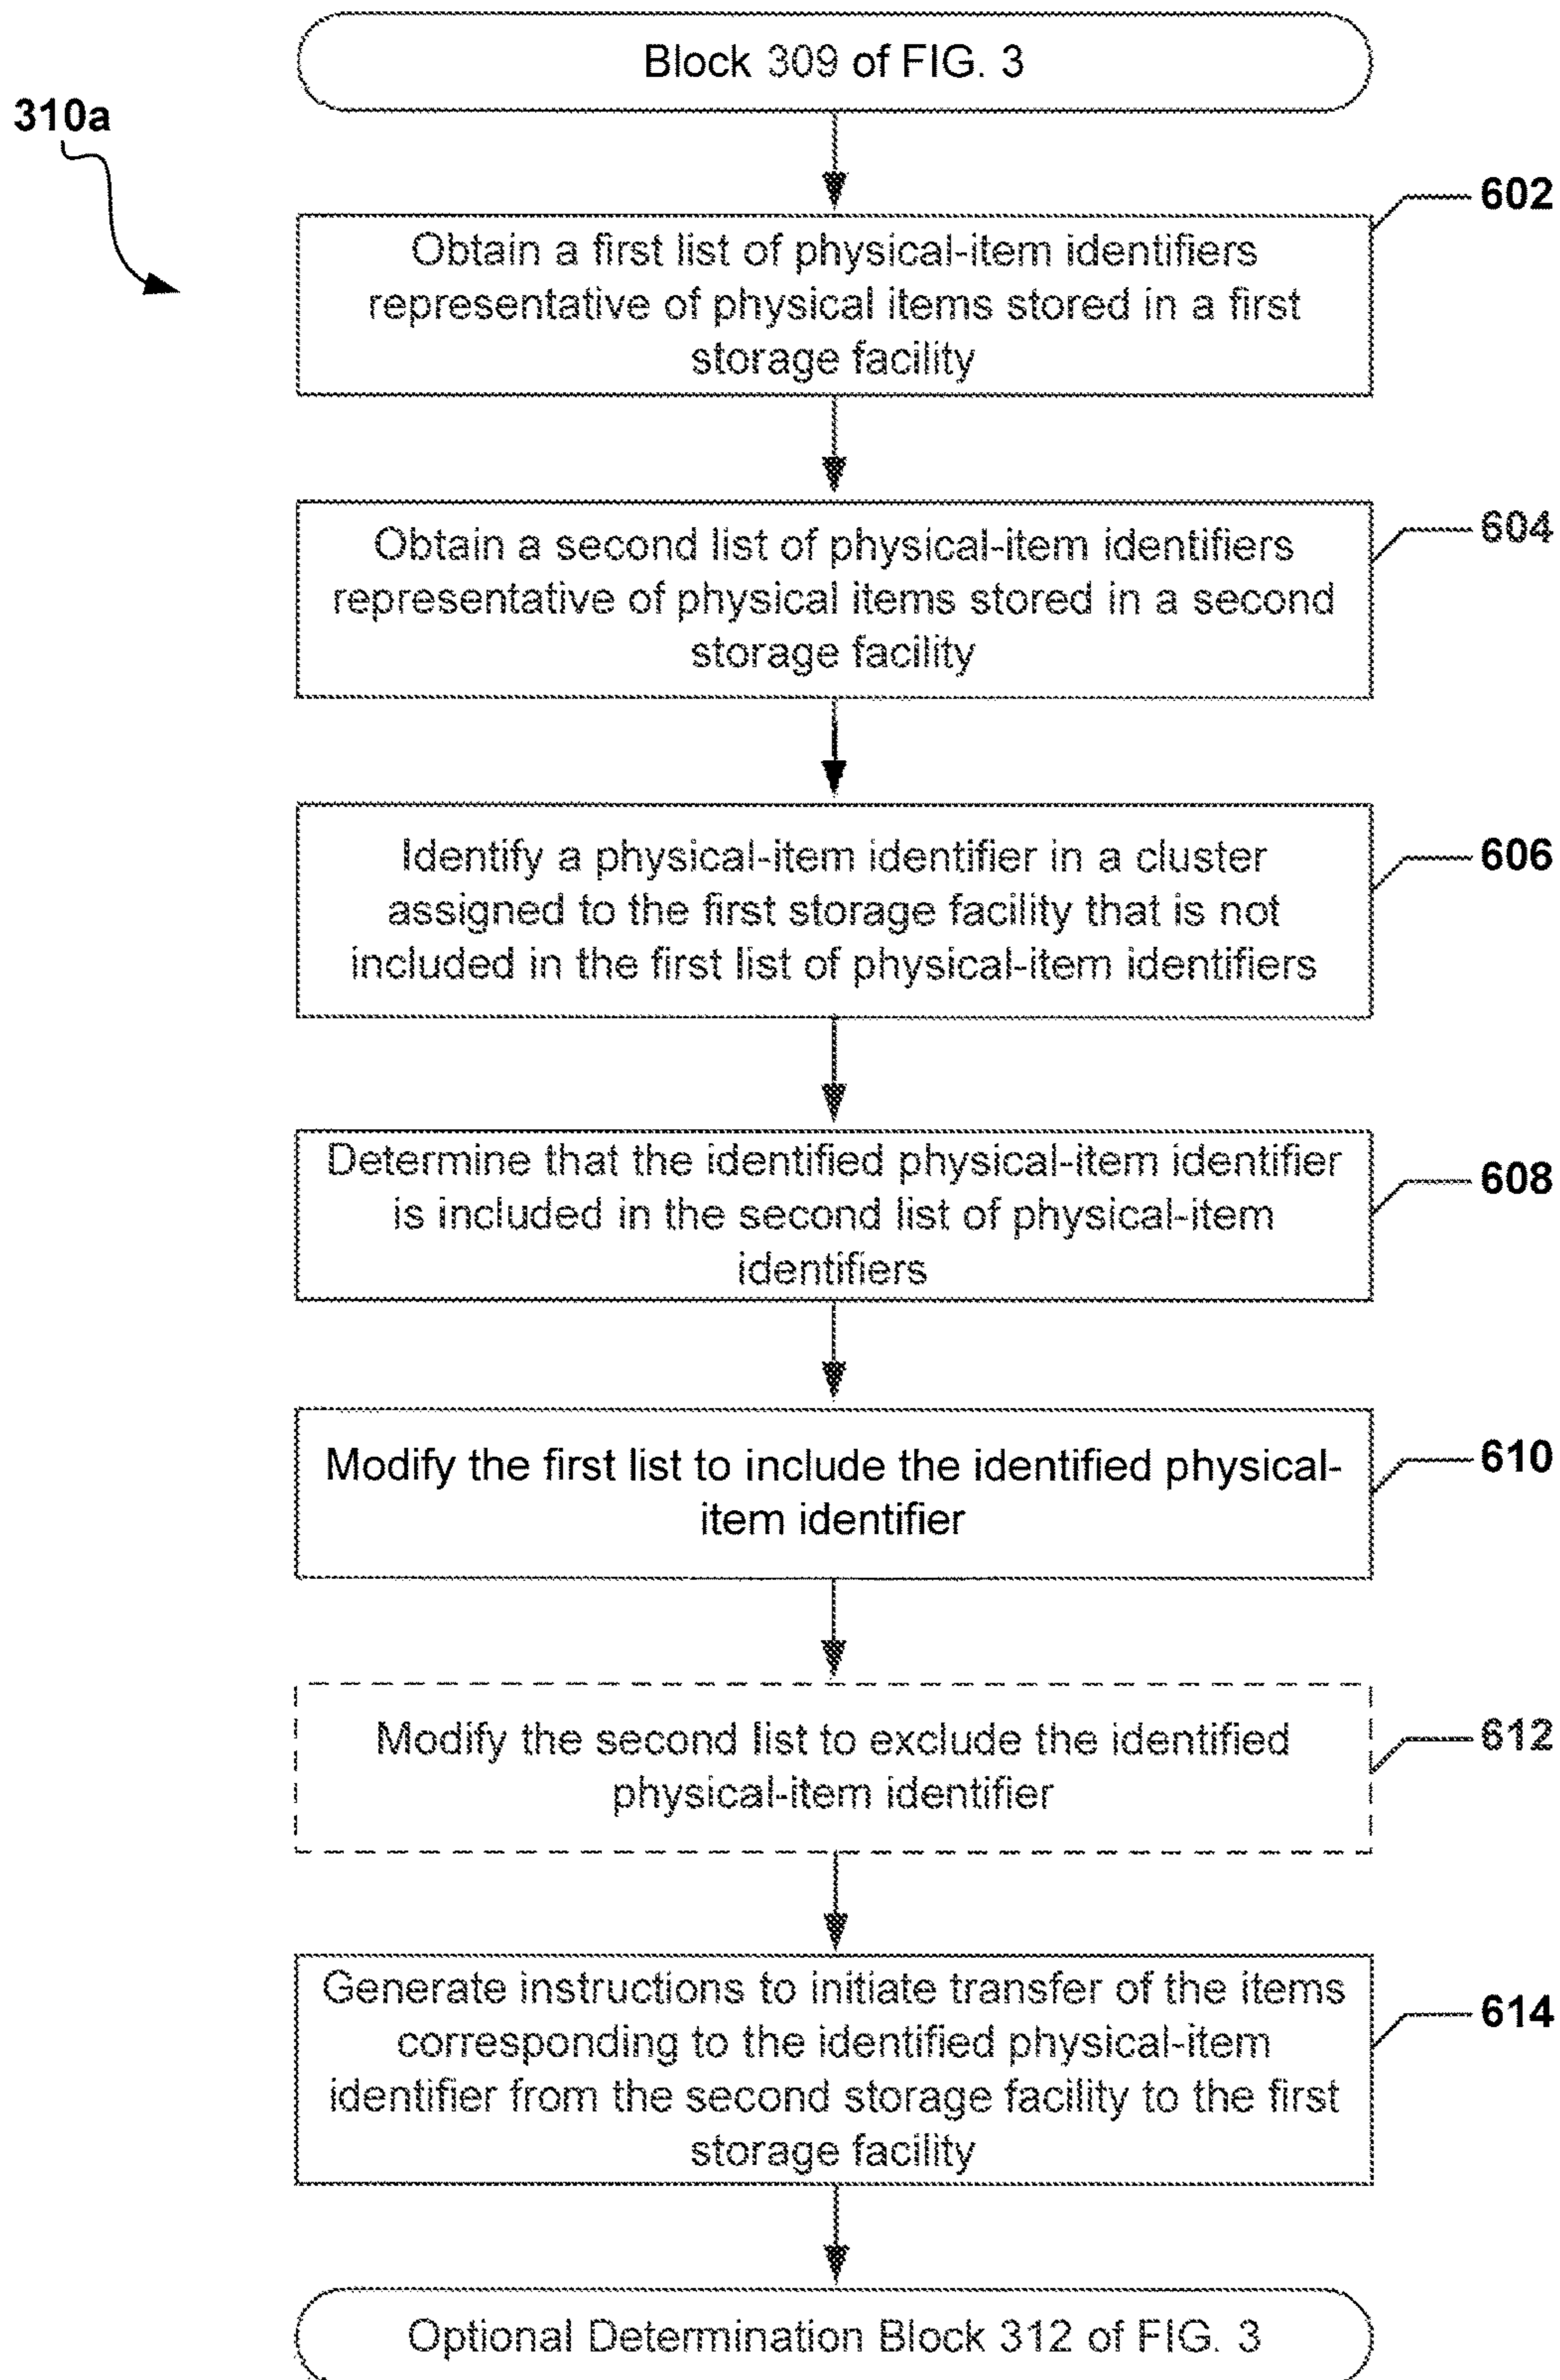 Block 309 of FIG. 3
310a
602
Obtain a first list of physical-item identifiers
representative of physical items stored in a first
storage facility
604
Obtain a second list of physical-item identifiers
representative of physical items stored in a second
storage facility
606
Identify a physical-item identifier in a cluster
assigned to the first storage facility that is not
included in the first list of physical-item identifiers
608
Determine that the identified physical-item identifier
is included in the second list of physical-item
identifiers
610
Modify the first list to include the identified physical-
item identifier
612
Modify the second list to exclude the identified
physical-item identifier
614
Generate instructions to initiate transfer of the items
corresponding to the identified physical-item
identifier from the second storage facility to the first
storage facility
Optional Determination Block 312 of FIG. 3